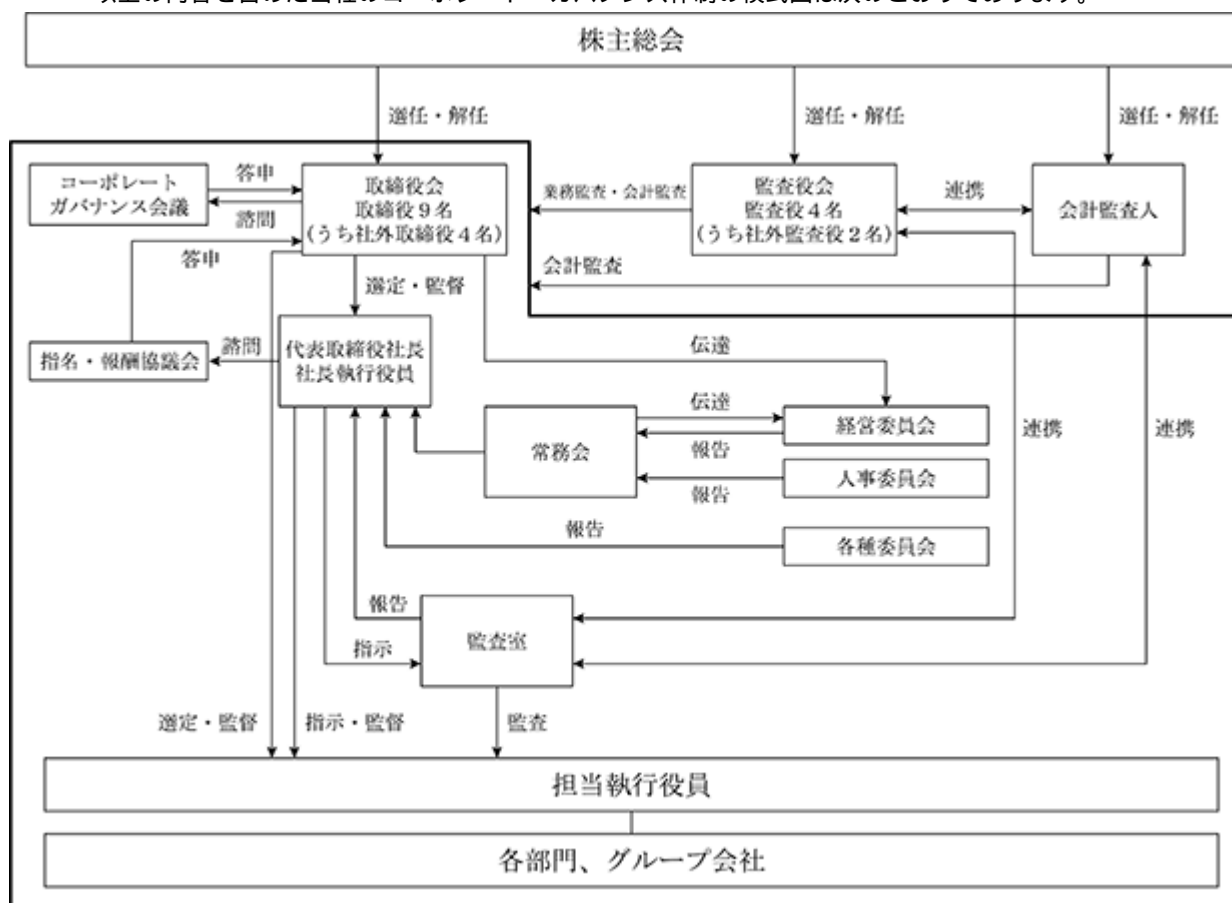 株主総会
選任・解任
選任・解任
選任・解任
コーポレート
ガバナンス会議
答申
諮問
取締役会
取締役9名
(うち社外取締役4名)
業務監査・会計監査
監査役会
監査役4名
(うち社外監査役2名)
連携
会計監査人
答申
会計監査
選定・監督
指名・報酬協議会
諮問
代表取締役社長
社長執行役員
伝達
常務会
伝達
報告
経営委員会
報告
人事委員会
連携
連携
報告
各種委員会
報告
指示
監査室
選定・監督
指示・監督
監査
担当執行役員
各部門、グループ会社